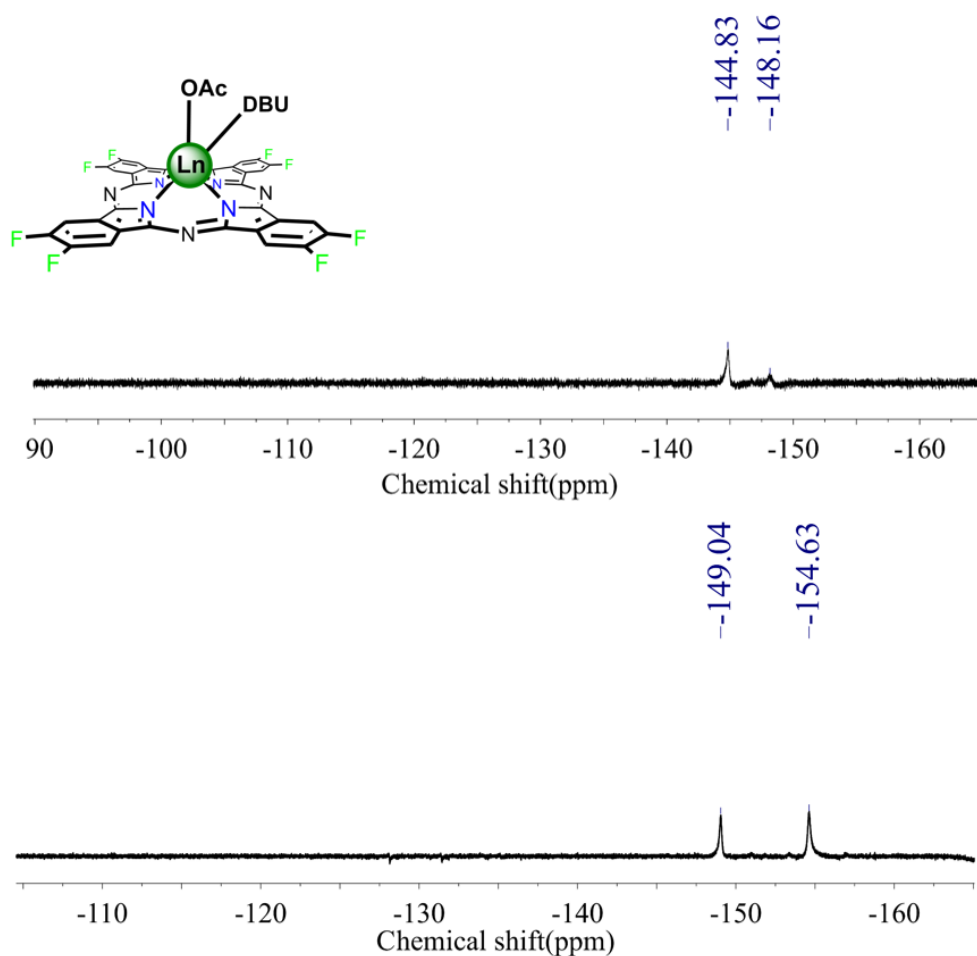 -144.83
-148.16
OAc
DBU
F F Ln F F
N N N N
N N
F N F
F F
90 -100 -110 -120 -130 -140 -150 -160
Chemical shift(ppm)
-149.04
-154.63
-110 -120 -130 -140 -150 -160
Chemical shift(ppm)